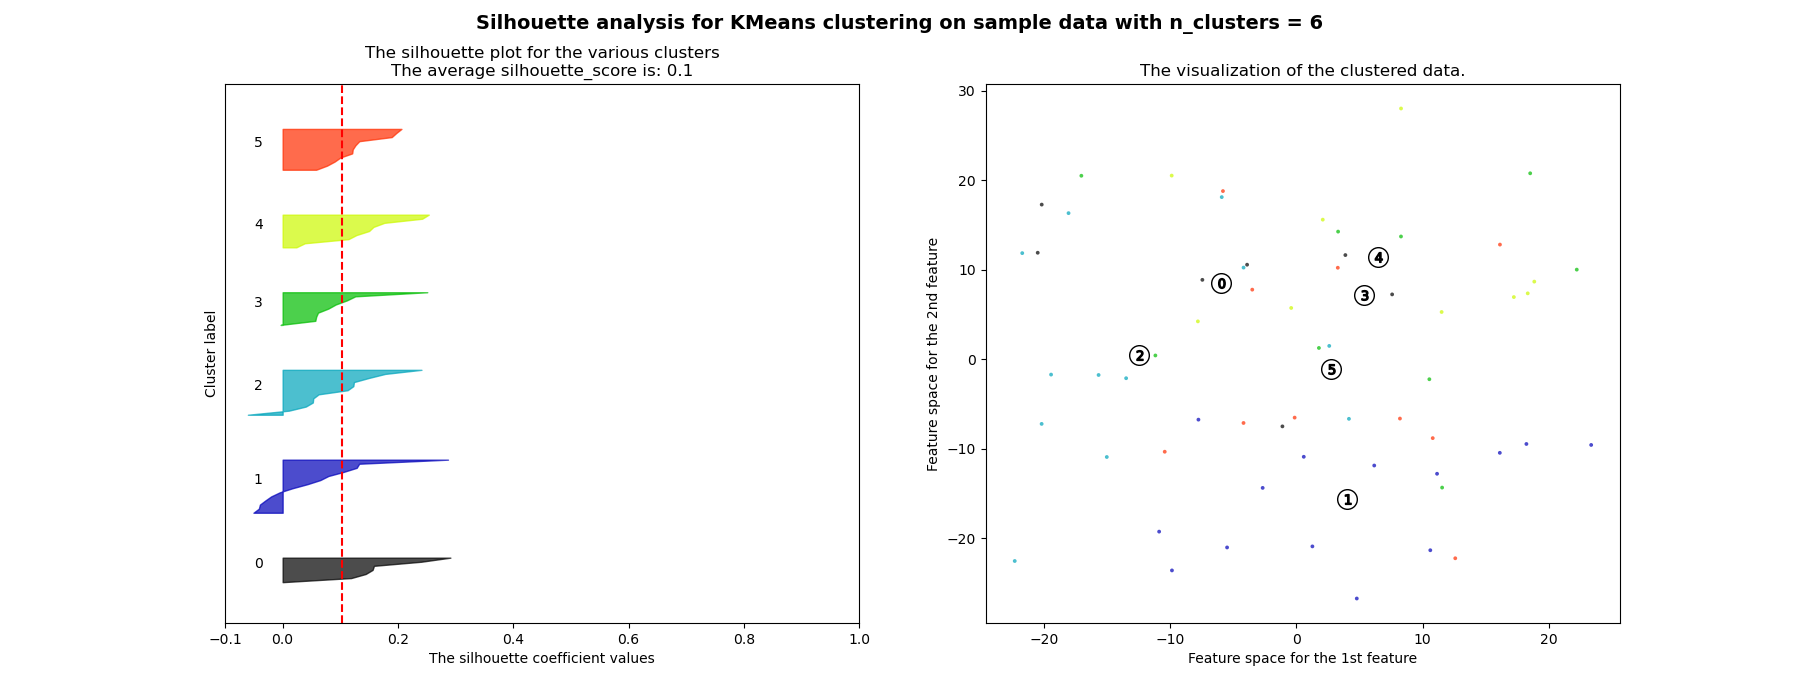 Silhouette analysis for KMeans clustering on sample data with n_clusters = 6
The silhouette plot for the various clusters
The average silhouette_score is: 0.1
5
4
3
2
1
0
Cluster label
−0.1 0.0 0.2 0.4 0.6 0.8 1.0
The silhouette coefficient values
The visualization of the clustered data.
30
20
10
0
−10
−20
Feature space for the 2nd feature
4
0
3
2
5
1
−20 −10 0 10 20
Feature space for the 1st feature